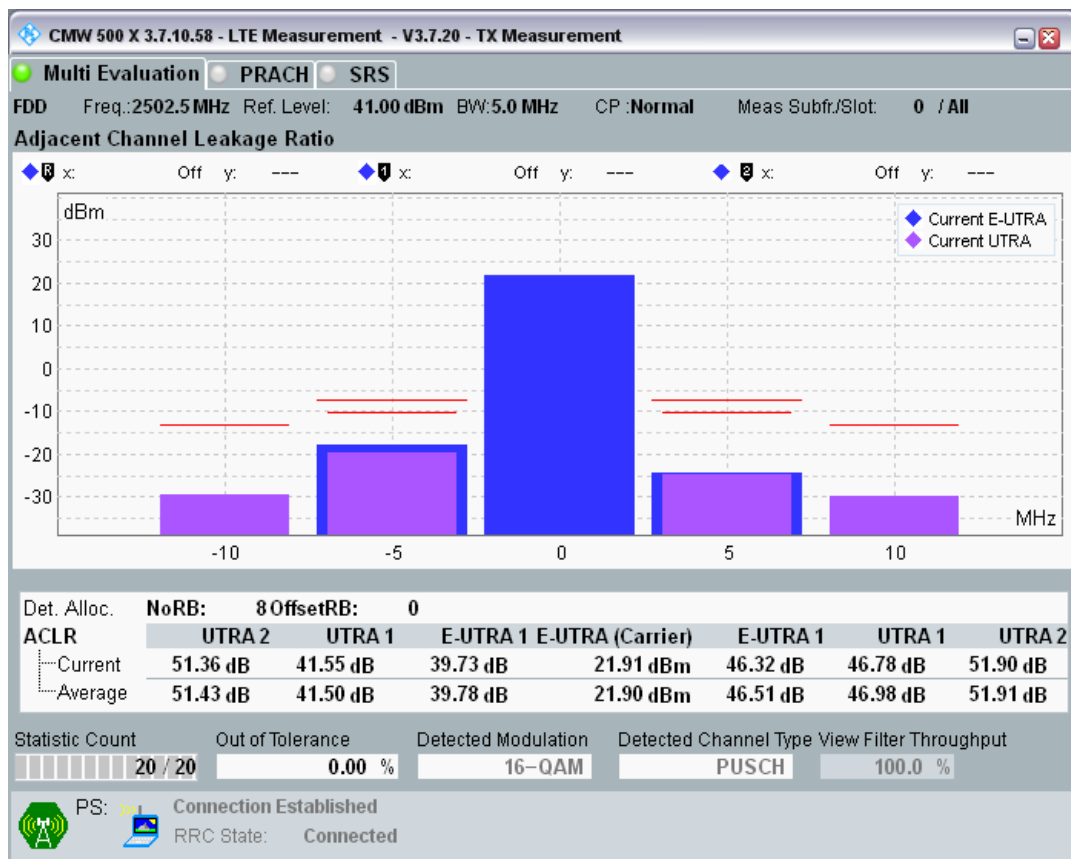 CMW 500 X 3.7.10.58 - LTE Measurement - V3.7.20 - TX Measurement
Multi Evaluation PRACH SRS
FDD Freg.:2502.5 MHz Ref. Level: 41.00 dBm BW:5.0 MHz CP :Normal Meas Subfr./Slot: 0 / All
Adjacent Channel Leakage Ratio
R x: Off y: --- 1 x: Off y: --- 2 x: Off y: ---
dBm
Current E-UTRA
Current UTRA
30
20
10
0
-10
-20
-30
MHz
-10 -5 0 5 10
Det. Alloc. NoRB: 8 OffsetRB: 0
ACLR UTRA 2 UTRA 1 E-UTRA 1 E-UTRA (Carrier) E-UTRA 1 UTRA 1 UTRA 2
Current 51.36 dB 41.55 dB 39.73 dB 21.91 dBm 46.32 dB 46.78 dB 51.90 dB
Average 51.43 dB 41.50 dB 39.78 dB 21.90 dBm 46.51 dB 46.98 dB 51.91 dB
Statistic Count Out of Tolerance Detected Modulation Detected Channel Type View Filter Throughput
20 / 20 0.00 % 16-QAM PUSCH 100.0 %
PS: Connection Established
RRC State: Connected